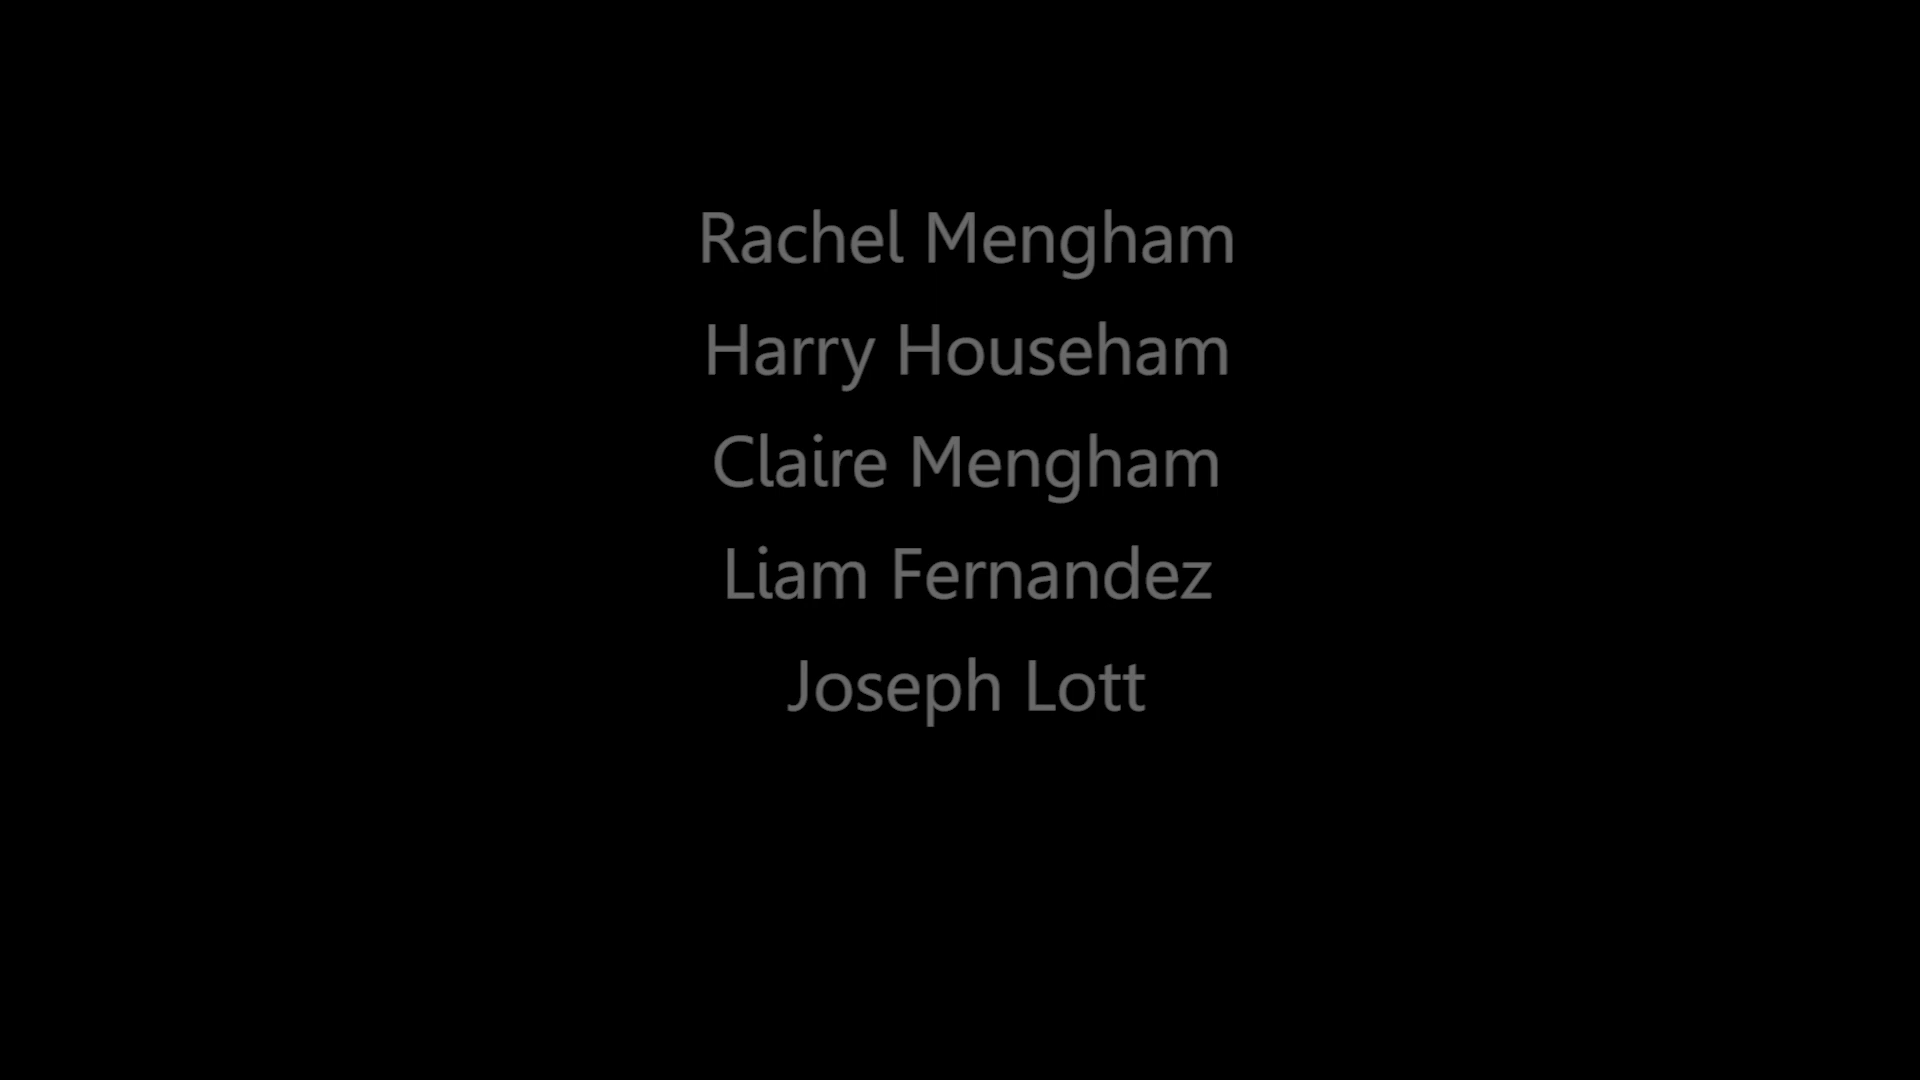 Rachel Mengham
Harry Househam
Claire Mengham
Liam Fernandez
Joseph Lott